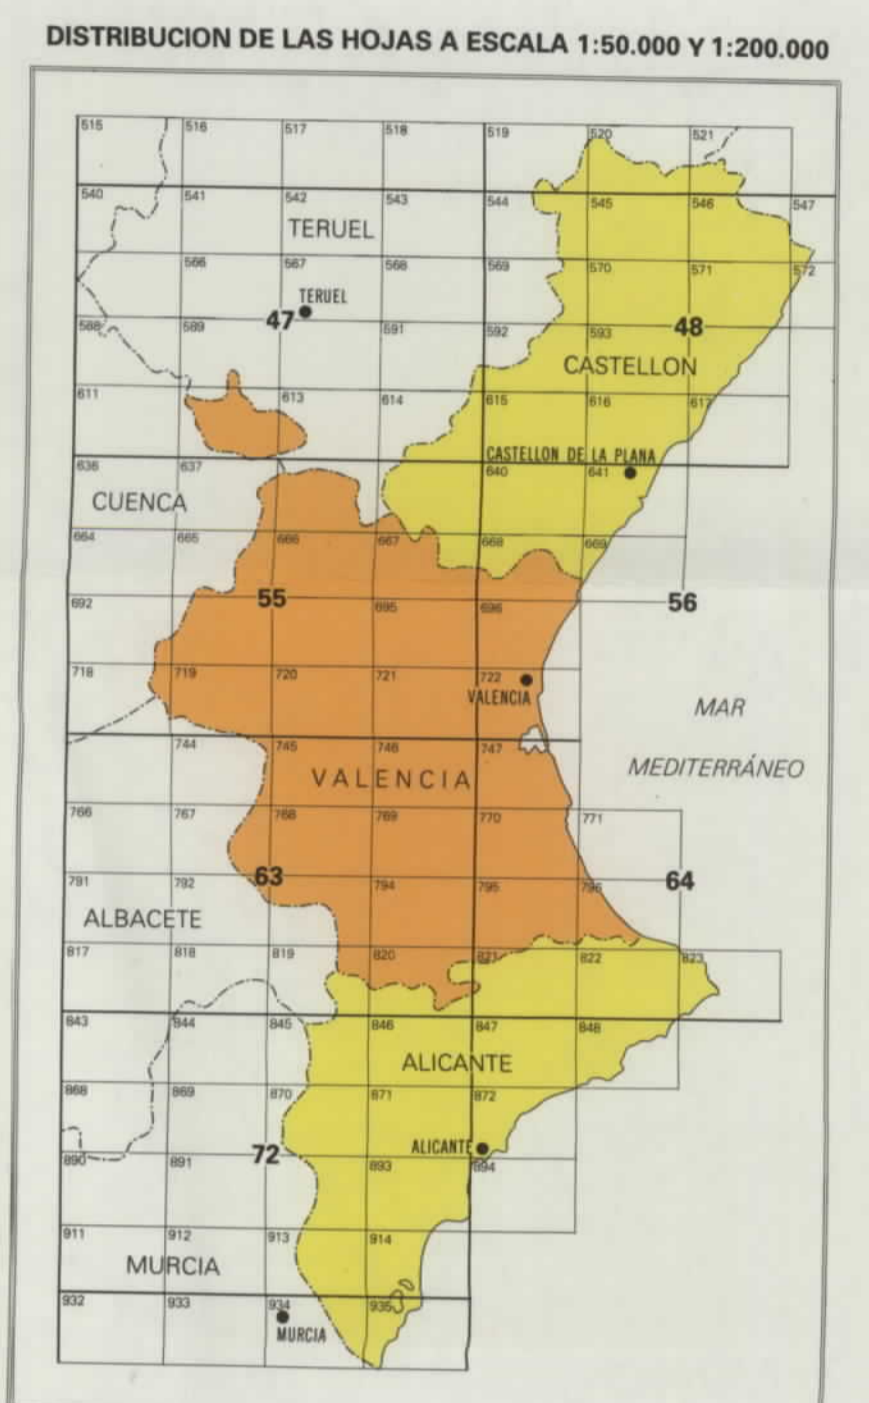 DISTRIBUCION DE LAS HOJAS A ESCALA 1:50.000 Y 1:200.000
515 516 517 518 519 520 521
540 541 542 543 544 545 546 547
TERUEL
566 567 568 569 570 571 572
TERUEL
588 589 47 591 592 593 48
CASTELLON
611 613 614 615 616 617
CASTELLON DE LA PLANA
636 637 640 641
CUENCA
664 665 666 667 668 669
692 55 695 696 56
718 719 720 721 722
VALENCIA
MAR
744 745 746 747
MEDITERRÁNEO
VALENCIA
766 767 768 769 770 771
791 792 63 794 795 796 64
ALBACETE
817 818 819 820 821 822 823
843 844 845 846 847 848
ALICANTE
868 869 870 871 872
ALICANTE
890 891 72 893 894
911 912 913 914
MURCIA
932 933 934 935
MURCIA